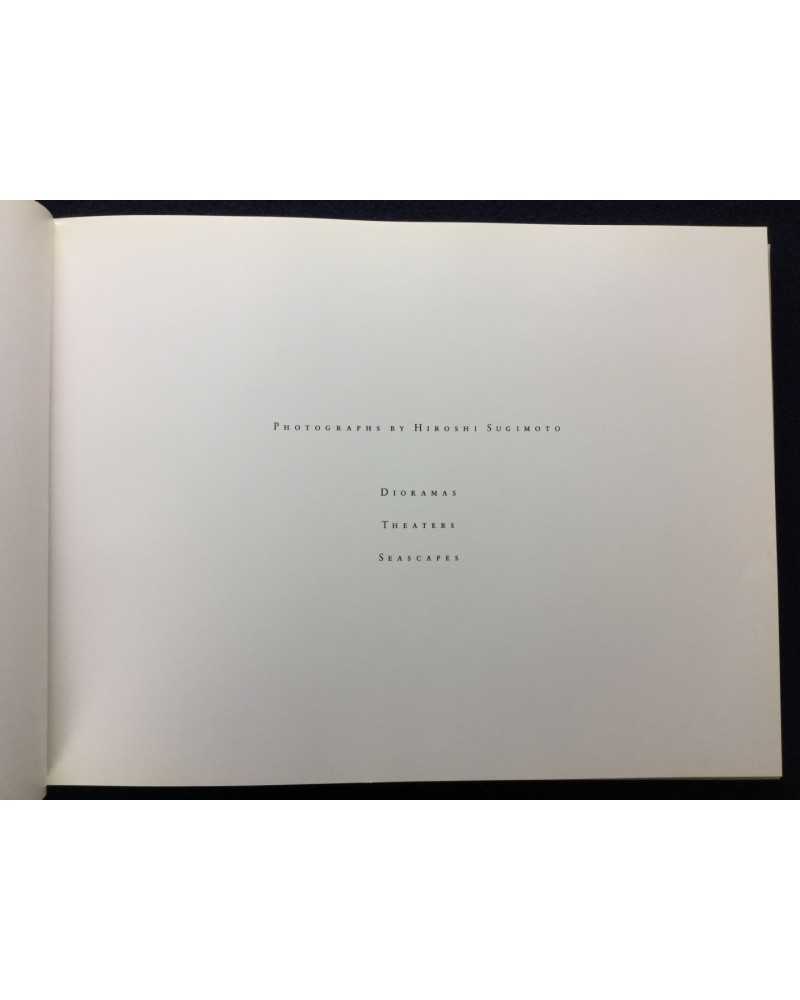 PHOTOGRAPHS BY HIROSHI SUGIMOTO
DIORAMAS
THEATERS
SEASCAPES